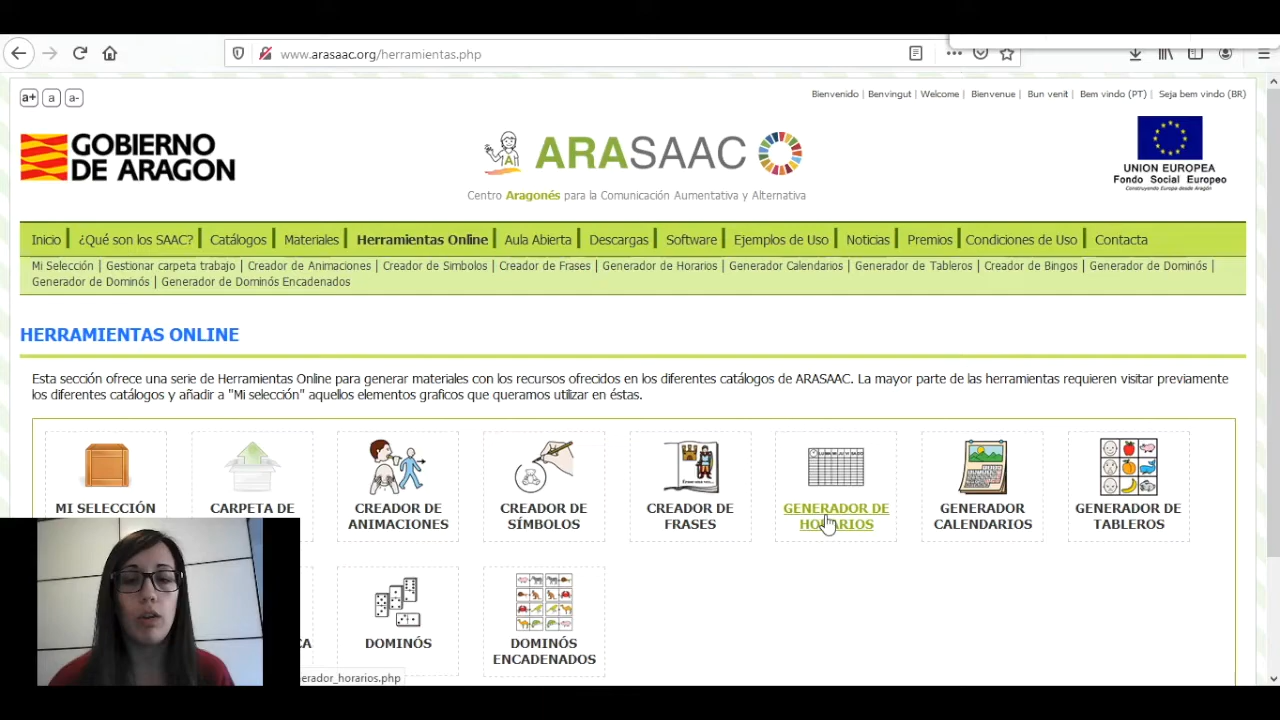 www.arasaac.org/herramientas.php
a+ a a-
Bienvenido | Benvingut | Welcome | Bienvenue | Bun venit | Bem vindo (PT) | Seja bem vindo (BR)
GOBIERNO
DE ARAGON
ARASAAC
Centro Aragonés para la Comunicación Aumentativa y Alternativa
UNION EUROPEA
Fondo Social Europeo
Construyendo Europa desde Aragón
Inicio | ¿Qué son los SAAC? | Catálogos | Materiales | Herramientas Online | Aula Abierta | Descargas | Software | Ejemplos de Uso | Noticias | Premios | Condiciones de Uso | Contacta
Mi Selección | Gestionar carpeta trabajo | Creador de Animaciones | Creador de Simbolos | Creador de Frases | Generador de Horarios | Generador Calendarios | Generador de Tableros | Creador de Bingos | Generador de Dominós |
Generador de Dominós | Generador de Dominós Encadenados
HERRAMIENTAS ONLINE
Esta sección ofrece una serie de Herramientas Online para generar materiales con los recursos ofrecidos en los diferentes catálogos de ARASAAC. La mayor parte de las herramientas requieren visitar previamente
los diferentes catálogos y añadir a "Mi selección" aquellos elementos graficos que queramos utilizar en éstas.
MI SELECCIÓN
CARPETA DE
CREADOR DE
ANIMACIONES
CREADOR DE
SÍMBOLOS
CREADOR DE
FRASES
GENERADOR DE
HORARIOS
GENERADOR
CALENDARIOS
GENERADOR DE
TABLEROS
CA
DOMINÓS
DOMINÓS
ENCADENADOS
erador_horarios.php